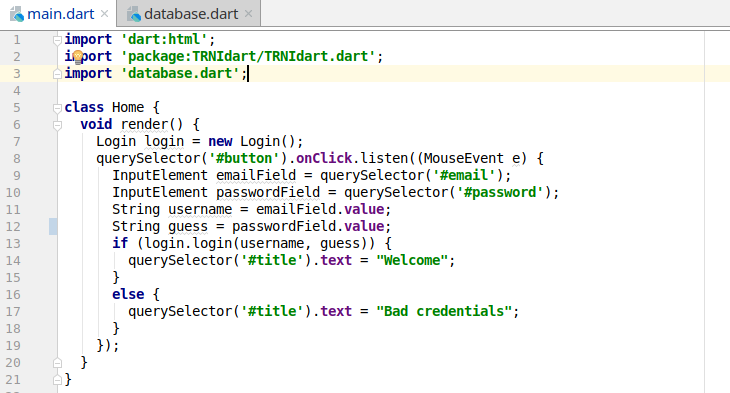 main.dart database.dart
1 import 'dart:html';
2 import 'package:TRNIdart/TRNIdart.dart';
3 import 'database.dart';
4
5 class Home {
6 void render() {
7 Login login = new Login();
8 querySelector('#button').onClick.listen((MouseEvent e) {
9 InputElement emailField = querySelector('#email');
10 InputElement passwordField = querySelector('#password');
11 String username = emailField.value;
12 String guess = passwordField.value;
13 if (login.login(username, guess)) {
14 querySelector('#title').text = "Welcome";
15 }
16 else {
17 querySelector('#title').text = "Bad credentials";
18 }
19 });
20 }
21 }